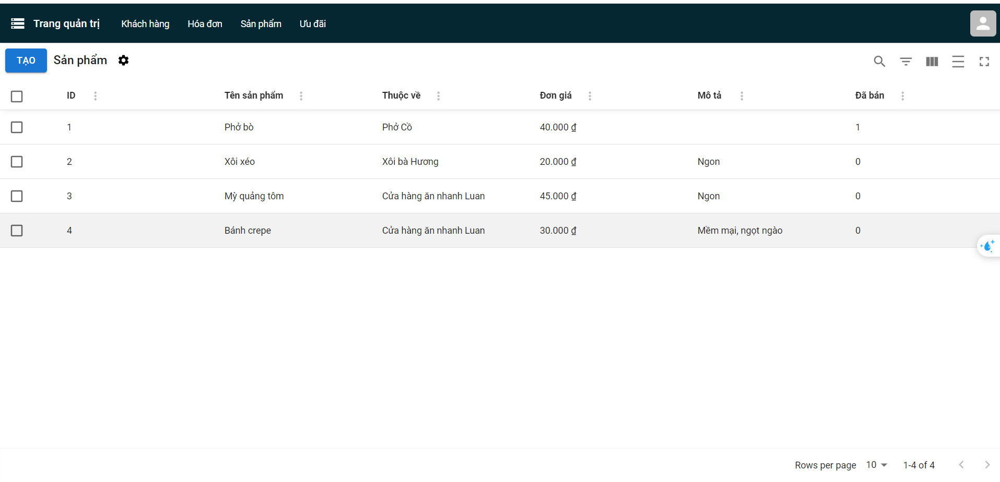 Trang quản trị Khách hàng Hóa đơn Sản phẩm Ưu đãi
TẠO Sản phẩm
ID Tên sản phẩm Thuộc về Đơn giá Mô tả Đã bán
1 Phở bò Phở Cồ 40.000 ₫ 1
2 Xôi xéo Xôi bà Hương 20.000 ₫ Ngon 0
3 Mỳ quảng tôm Cửa hàng ăn nhanh Luan 45.000 ₫ Ngon 0
4 Bánh crepe Cửa hàng ăn nhanh Luan 30.000 ₫ Mềm mại, ngọt ngào 0
Rows per page 10 1-4 of 4